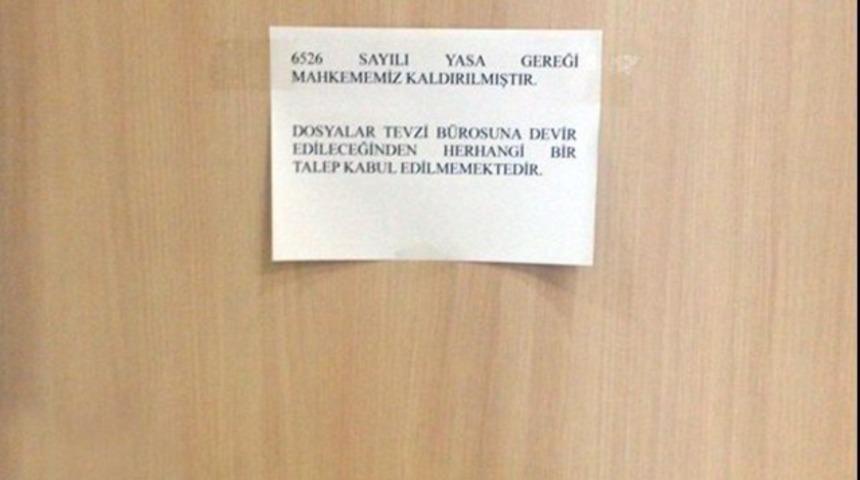 6526 SAYILI YASA GEREĞİ
MAHKEMEMİZ KALDIRILMIŞTIR.
DOSYALAR TEVZİ BÜROSUNA DEVİR
EDİLECEĞİNDEN HERHANGİ BİR
TALEP KABUL EDİLMEMEKTEDİR.